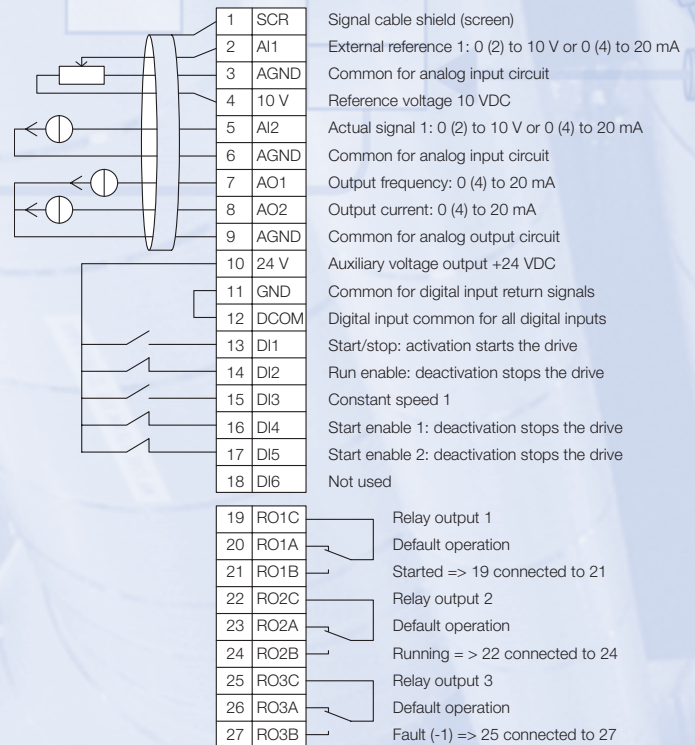 1 SCR Signal cable shield (screen)
2 AI1 External reference 1: 0 (2) to 10 V or 0 (4) to 20 mA
3 AGND Common for analog input circuit
4 10 V Reference voltage 10 VDC
5 AI2 Actual signal 1: 0 (2) to 10 V or 0 (4) to 20 mA
6 AGND Common for analog input circuit
7 AO1 Output frequency: 0 (4) to 20 mA
8 AO2 Output current: 0 (4) to 20 mA
9 AGND Common for analog output circuit
10 24 V Auxiliary voltage output +24 VDC
11 GND Common for digital input return signals
12 DCOM Digital input common for all digital inputs
13 DI1 Start/stop: activation starts the drive
14 DI2 Run enable: deactivation stops the drive
15 DI3 Constant speed 1
16 DI4 Start enable 1: deactivation stops the drive
17 DI5 Start enable 2: deactivation stops the drive
18 DI6 Not used
19 RO1C Relay output 1
20 RO1A Default operation
21 RO1B Started => 19 connected to 21
22 RO2C Relay output 2
23 RO2A Default operation
24 RO2B Running = > 22 connected to 24
25 RO3C Relay output 3
26 RO3A Default operation
27 RO3B Fault (-1) => 25 connected to 27